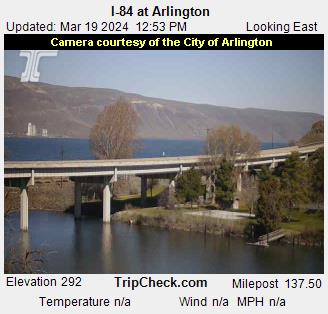 I-84 at Arlington
Updated: Mar 19 2024 12:53 PM Looking East
Camera courtesy of the City of Arlington
Elevation 292 TripCheck.com Milepost 137.50
Temperature n/a Wind n/a MPH n/a